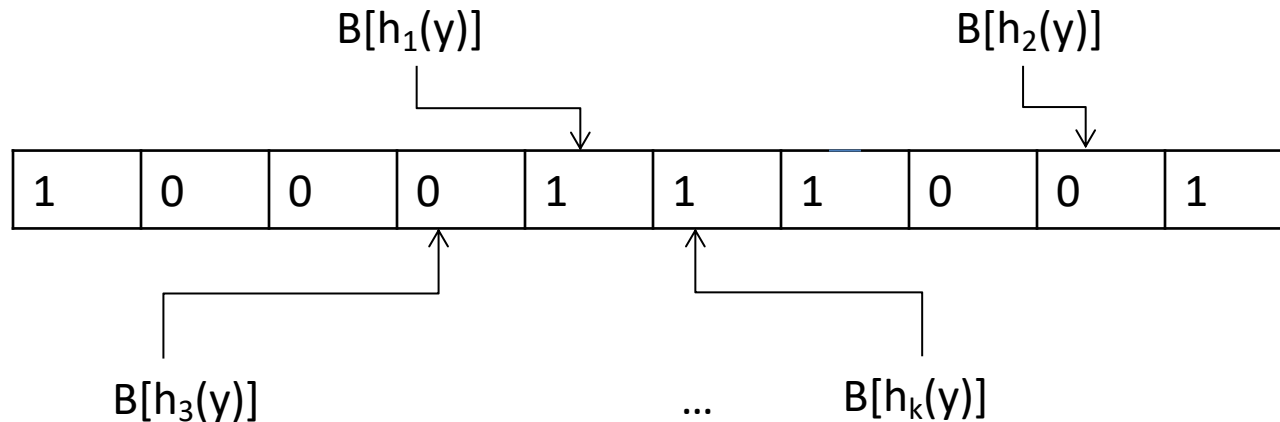 B[h₁(y)] B[h₂(y)]
1 0 0 0 1 1 1 0 0 1
B[h₃(y)] ... B[hₖ(y)]